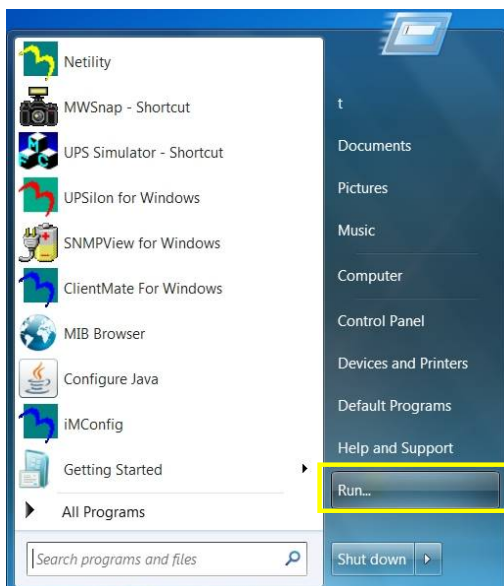 Netility
MWSnap - Shortcut
UPS Simulator - Shortcut
UPSilon for Windows
SNMPView for Windows
ClientMate For Windows
MIB Browser
Configure Java
iMConfig
Getting Started
All Programs
Search programs and files
t
Documents
Pictures
Music
Computer
Control Panel
Devices and Printers
Default Programs
Help and Support
Run...
Shut down